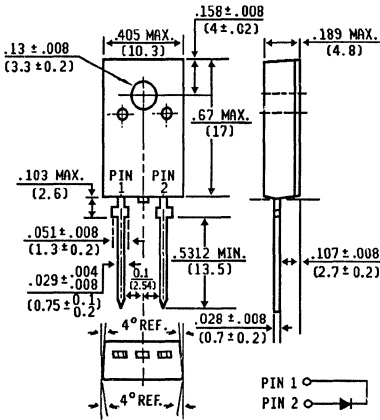 .158±.008
(4±.02)
.405 MAX.
(10.3)
.189 MAX.
(4.8)
.13±.008
(3.3±0.2)
.67 MAX.
(17)
.103 MAX.
(2.6)
PIN 1
PIN 2
.051±.008
(1.3±0.2)
.5312 MIN.
(13.5)
.029±.004 .008
(0.75±0.1 0.2)
0.1
(2.54)
.107±.008
(2.7±0.2)
.028±.008
(0.7±0.2)
4° REF.
4° REF.
PIN 1
PIN 2